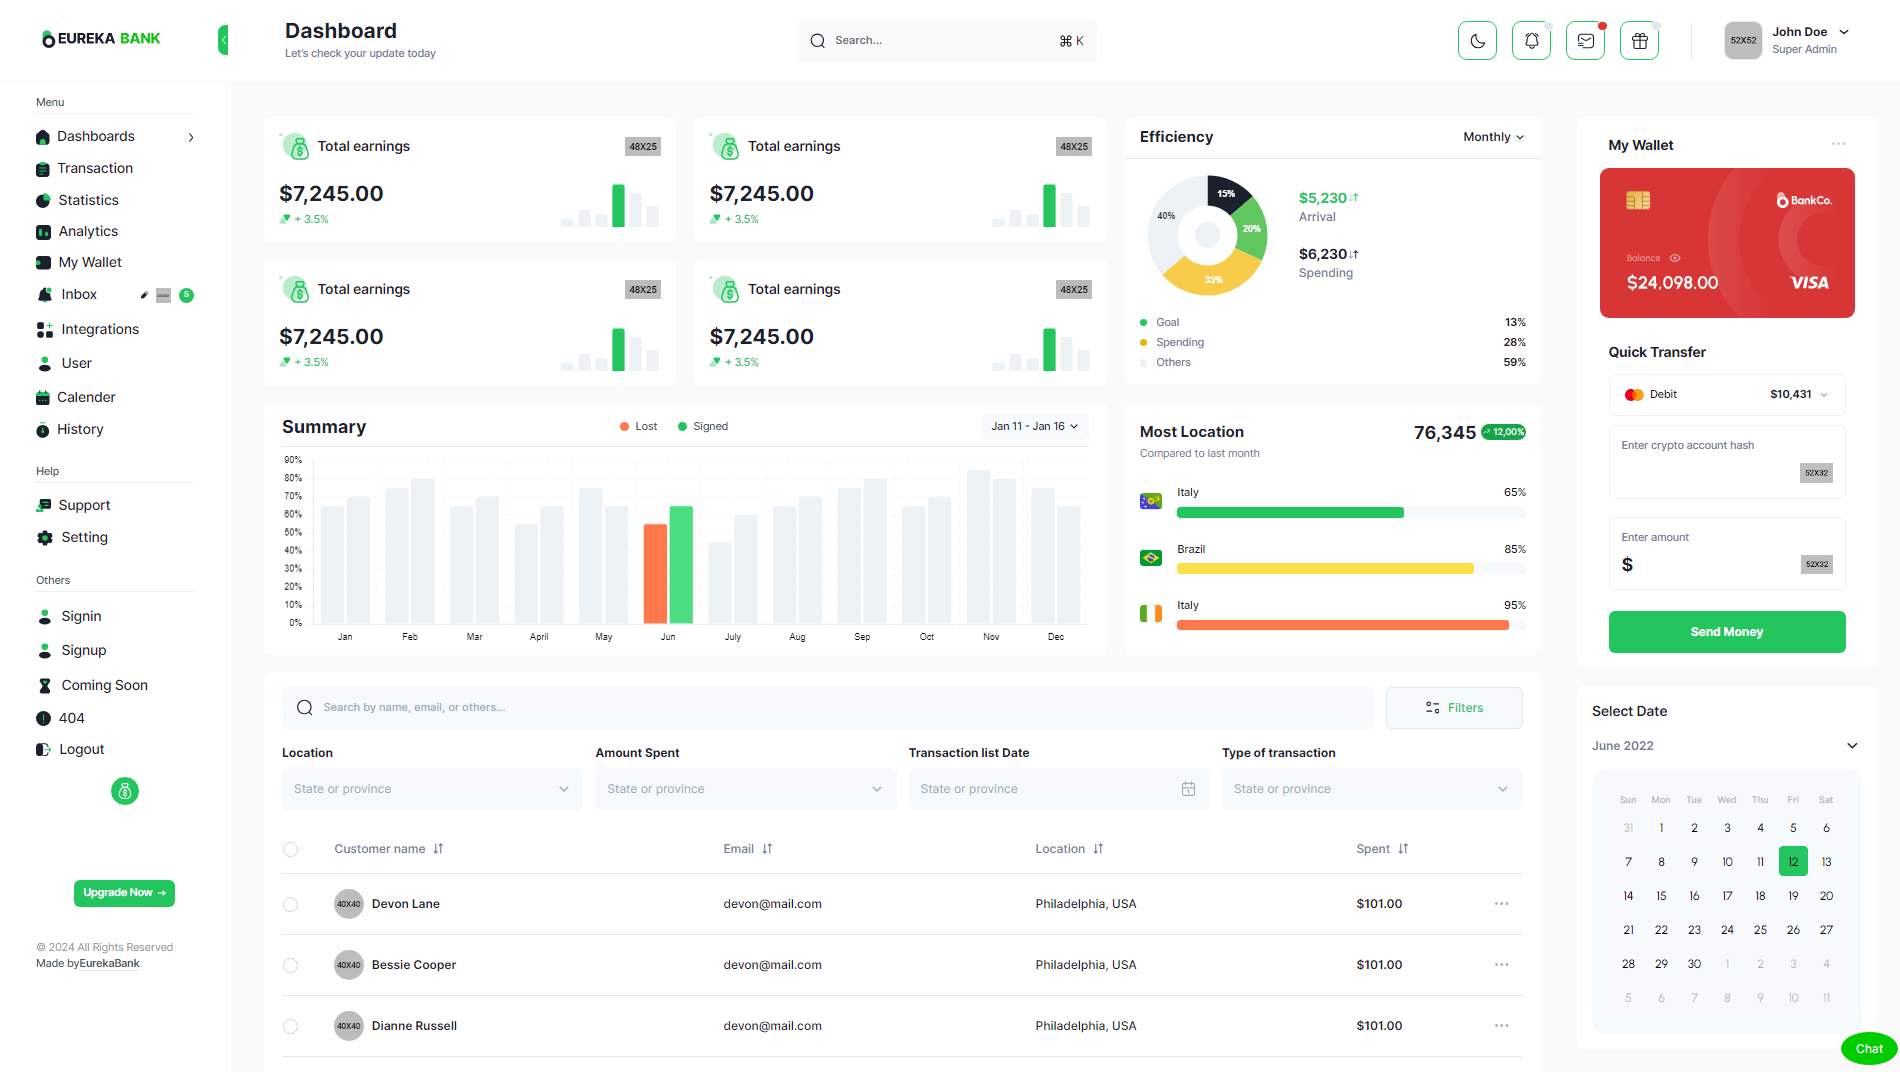 EUREKA BANK
Dashboard
Let's check your update today
Search...
⌘ K
52X52
John Doe
Super Admin
Menu
Dashboards
Transaction
Statistics
Analytics
My Wallet
Inbox
5
Integrations
User
Calender
History
Help
Support
Setting
Others
Signin
Signup
Coming Soon
404
Logout
Upgrade Now →
© 2024 All Rights Reserved
Made by EurekaBank
Total earnings
48X25
$7,245.00
+ 3.5%
Total earnings
48X25
$7,245.00
+ 3.5%
Total earnings
48X25
$7,245.00
+ 3.5%
Total earnings
48X25
$7,245.00
+ 3.5%
Efficiency
Monthly
15%
20%
35%
40%
$5,230
Arrival
$6,230
Spending
Goal 13%
Spending 28%
Others 59%
Summary
Lost
Signed
Jan 11 - Jan 16
90%
80%
70%
60%
50%
40%
30%
20%
10%
0%
Jan Feb Mar April May Jun July Aug Sep Oct Nov Dec
Most Location
Compared to last month
76,345
12,00%
Italy 65%
Brazil 85%
Italy 95%
Search by name, email, or others...
Filters
Location
State or province
Amount Spent
State or province
Transaction list Date
State or province
Type of transaction
State or province
Customer name Email Location Spent
40X40 Devon Lane devon@mail.com Philadelphia, USA $101.00
40X40 Bessie Cooper devon@mail.com Philadelphia, USA $101.00
40X40 Dianne Russell devon@mail.com Philadelphia, USA $101.00
My Wallet
BankCo.
Balance
$24,098.00
VISA
Quick Transfer
Debit
$10,431
Enter crypto account hash
52X32
Enter amount
$
52X32
Send Money
Select Date
June 2022
Sun Mon Tue Wed Thu Fri Sat
31 1 2 3 4 5 6
7 8 9 10 11 12 13
14 15 16 17 18 19 20
21 22 23 24 25 26 27
28 29 30 1 2 3 4
5 6 7 8 9 10 11
Chat